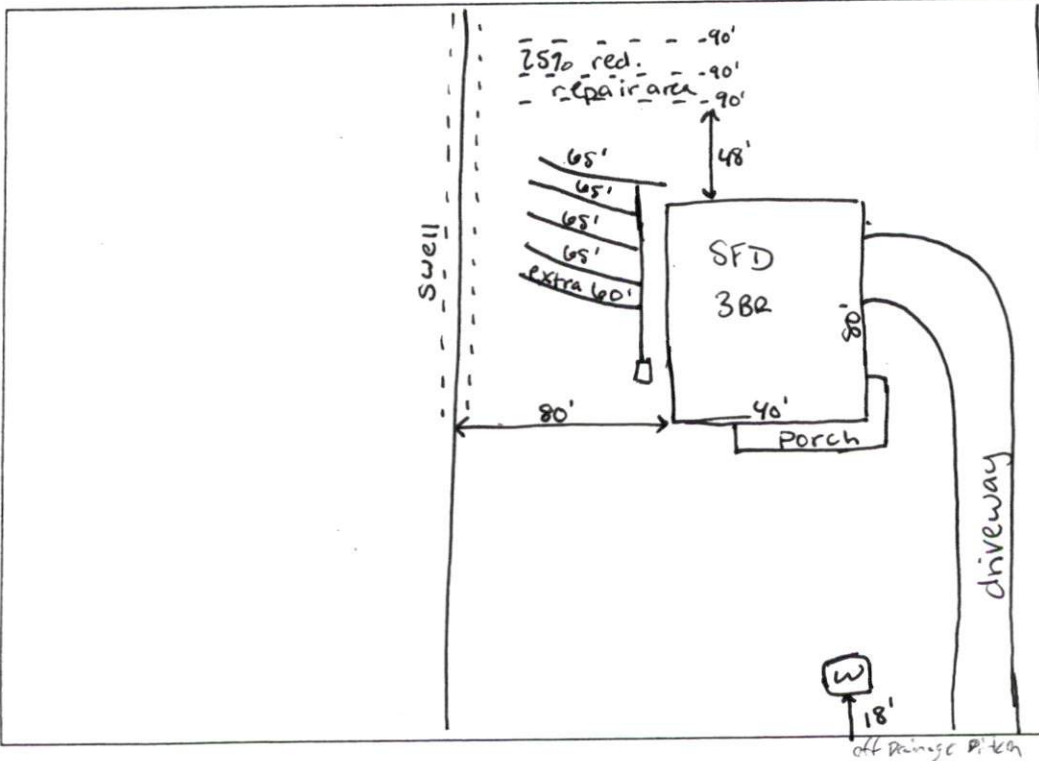 90'
25% red.
90'
repair area
90'
48'
65'
65'
65'
65'
extra 60'
Swell
SFD
3BR
80'
80'
40'
Porch
driveway
W
18'
off Drainage Ditch